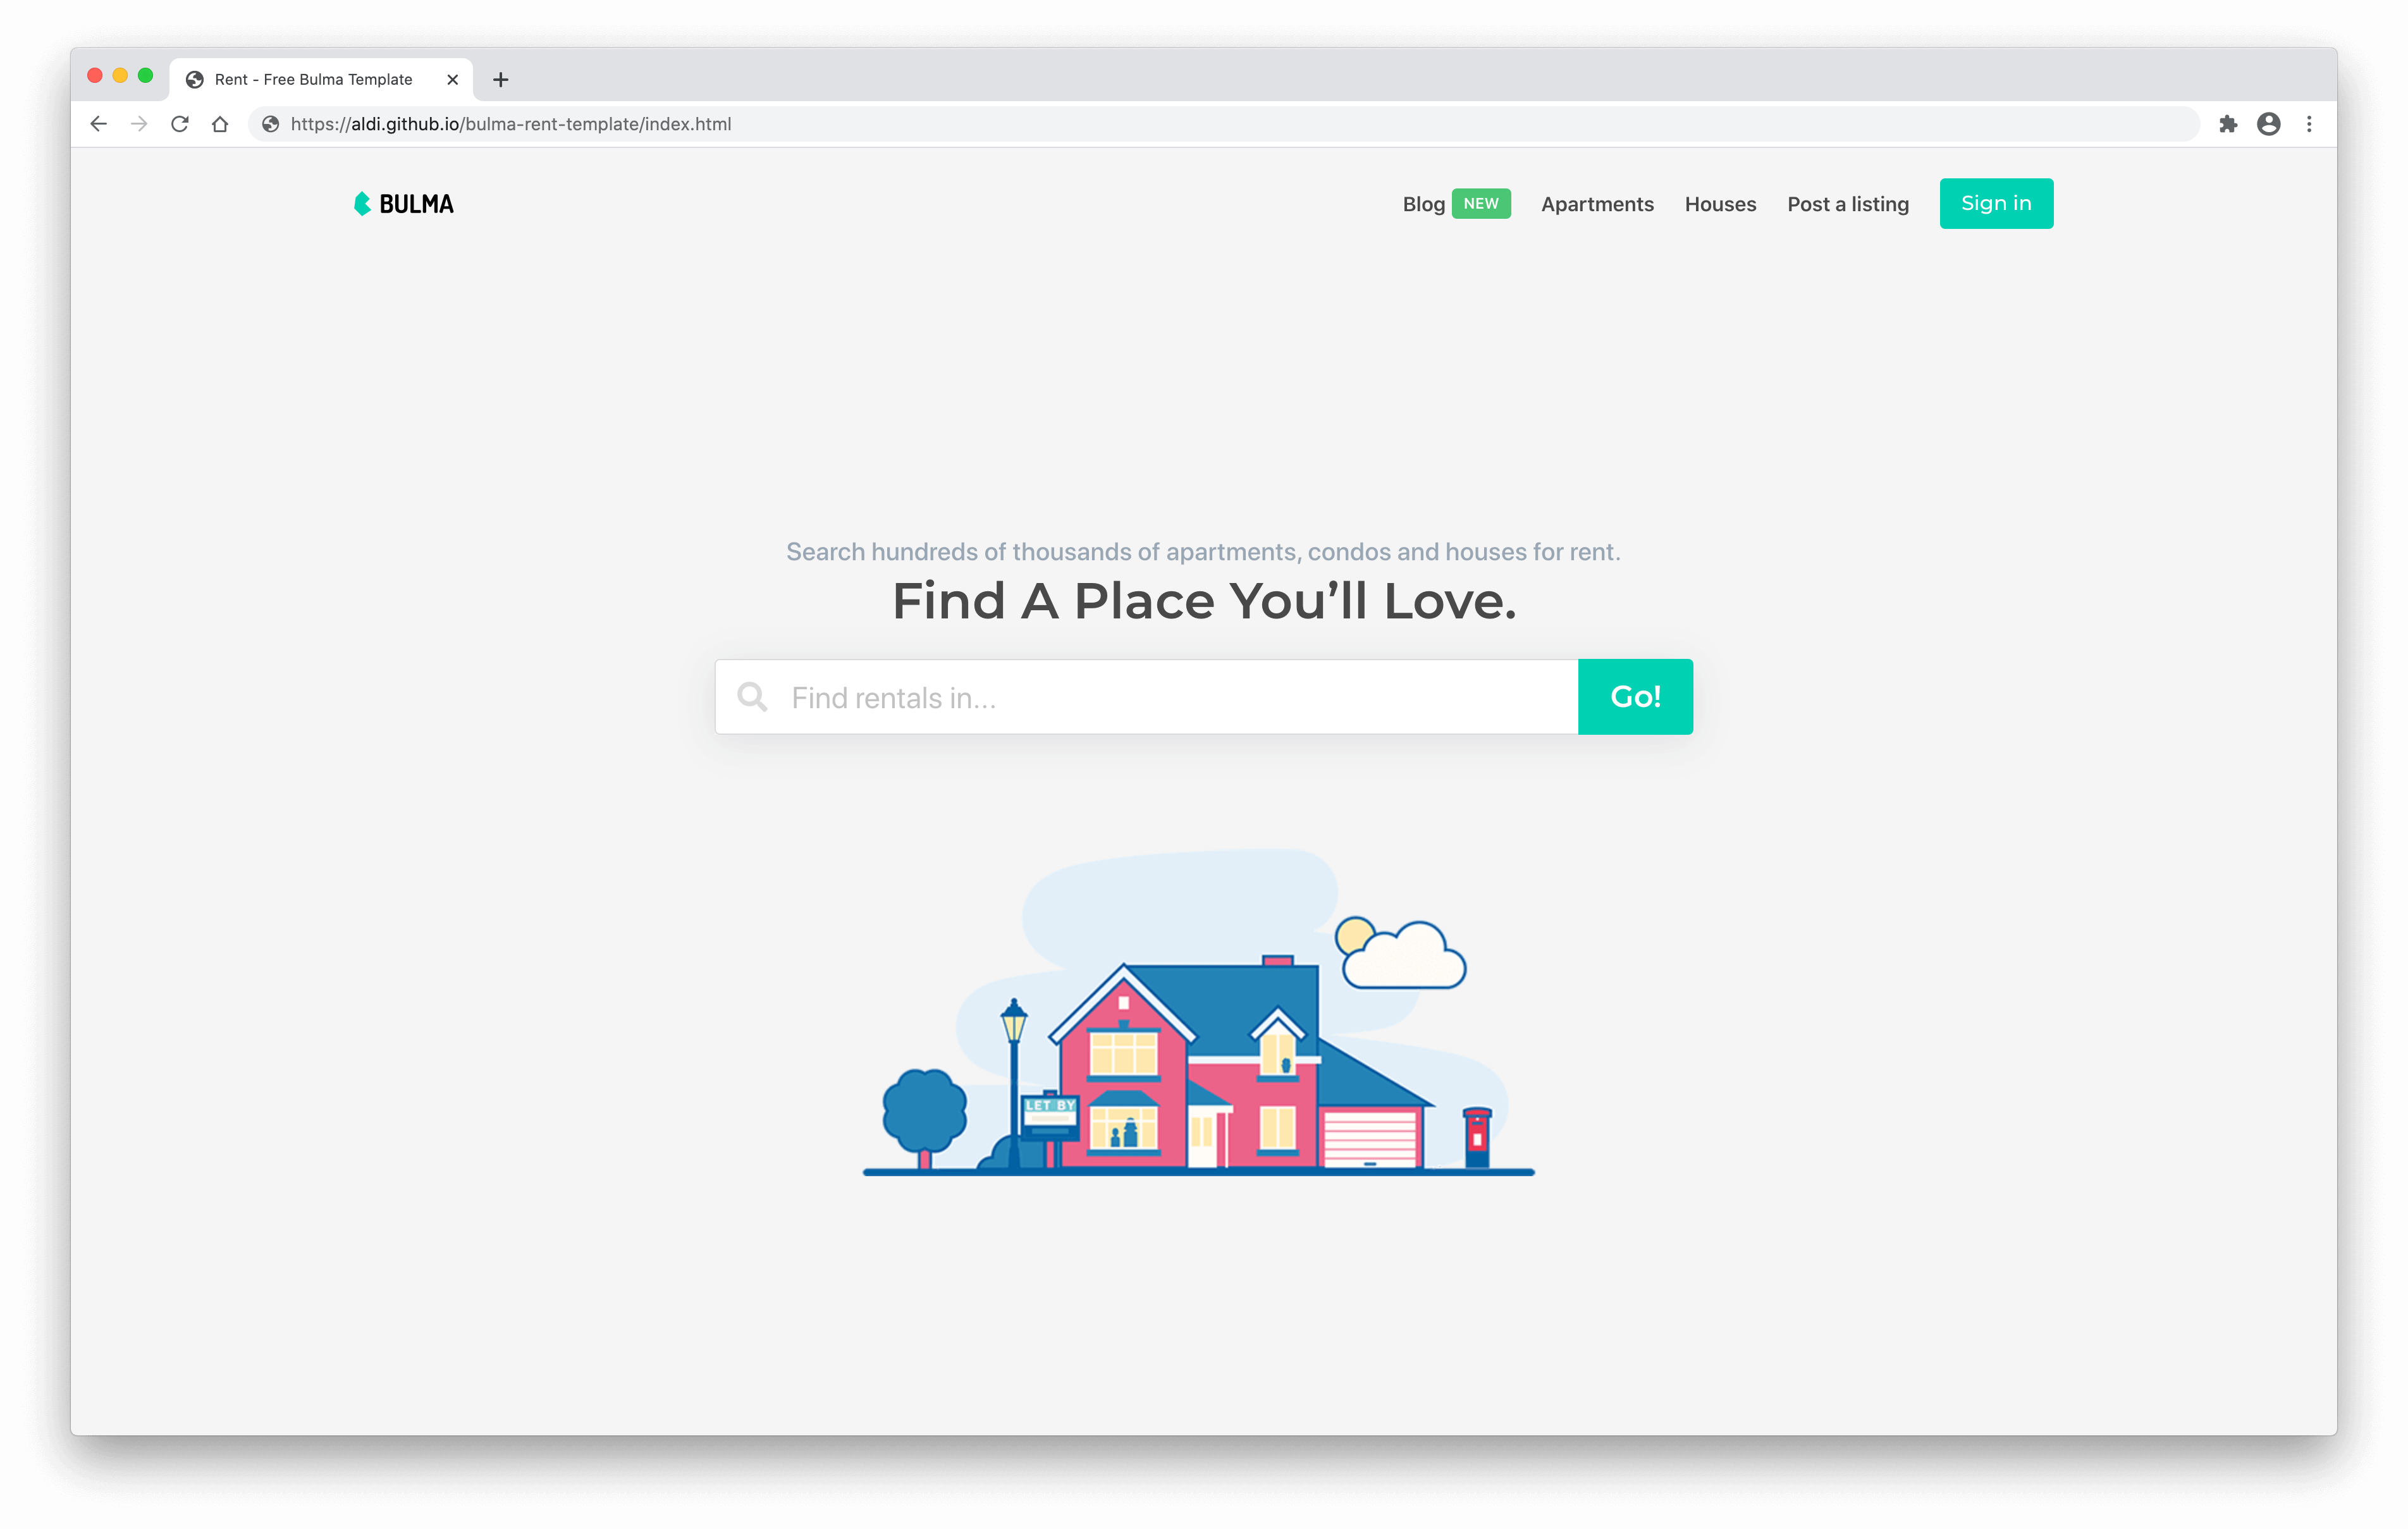 Rent - Free Bulma Template
https://aldi.github.io/bulma-rent-template/index.html
BULMA
Blog NEW Apartments Houses Post a listing Sign in
Search hundreds of thousands of apartments, condos and houses for rent.
Find A Place You’ll Love.
Find rentals in...
Go!
LET BY